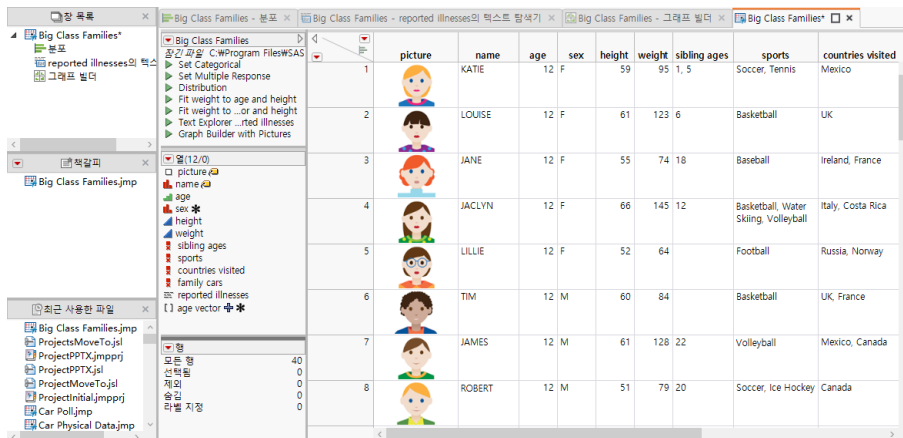 창 목록
Big Class Families*
분포
reported illnesses의 텍스
그래프 빌더
책갈피
Big Class Families.jmp
최근 사용한 파일
Big Class Families.jmp
ProjectsMoveTo.jsl
ProjectPPTX.jmpprj
ProjectPPTX.jsl
ProjectMoveTo.jsl
ProjectInitial.jmpprj
Car Poll.jmp
Car Physical Data.jmp
Big Class Families - 분포
Big Class Families - reported illnesses의 텍스트 탐색기
Big Class Families - 그래프 빌더
Big Class Families*
Big Class Families
잠긴 파일 C:₩Program Files₩SAS
Set Categorical
Set Multiple Response
Distribution
Fit weight to age and height
Fit weight to ...or and height
Text Explorer ...rted illnesses
Graph Builder with Pictures
열(12/0)
picture
name
age
sex
height
weight
sibling ages
sports
countries visited
family cars
reported illnesses
age vector
행
모든 행 40
선택됨 0
제외 0
숨김 0
라벨 지정 0
picture name age sex height weight sibling ages sports countries visited
1 KATIE 12 F 59 95 1, 5 Soccer, Tennis Mexico
2 LOUISE 12 F 61 123 6 Basketball UK
3 JANE 12 F 55 74 18 Baseball Ireland, France
4 JACLYN 12 F 66 145 12 Basketball, Water Italy, Costa Rica
Skiing, Volleyball
5 LILLIE 12 F 52 64 Football Russia, Norway
6 TIM 12 M 60 84 Basketball UK, France
7 JAMES 12 M 61 128 22 Volleyball Mexico, Canada
8 ROBERT 12 M 51 79 20 Soccer, Ice Hockey Canada